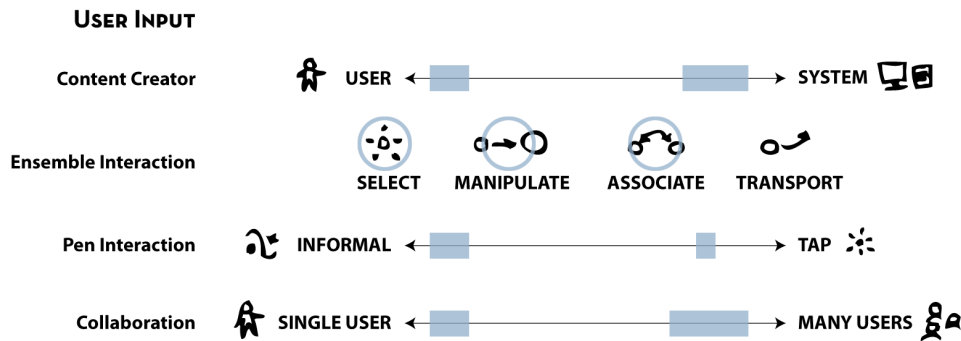 USER INPUT
Content Creator USER SYSTEM
Ensemble Interaction
SELECT MANIPULATE ASSOCIATE TRANSPORT
Pen Interaction INFORMAL TAP
Collaboration SINGLE USER MANY USERS